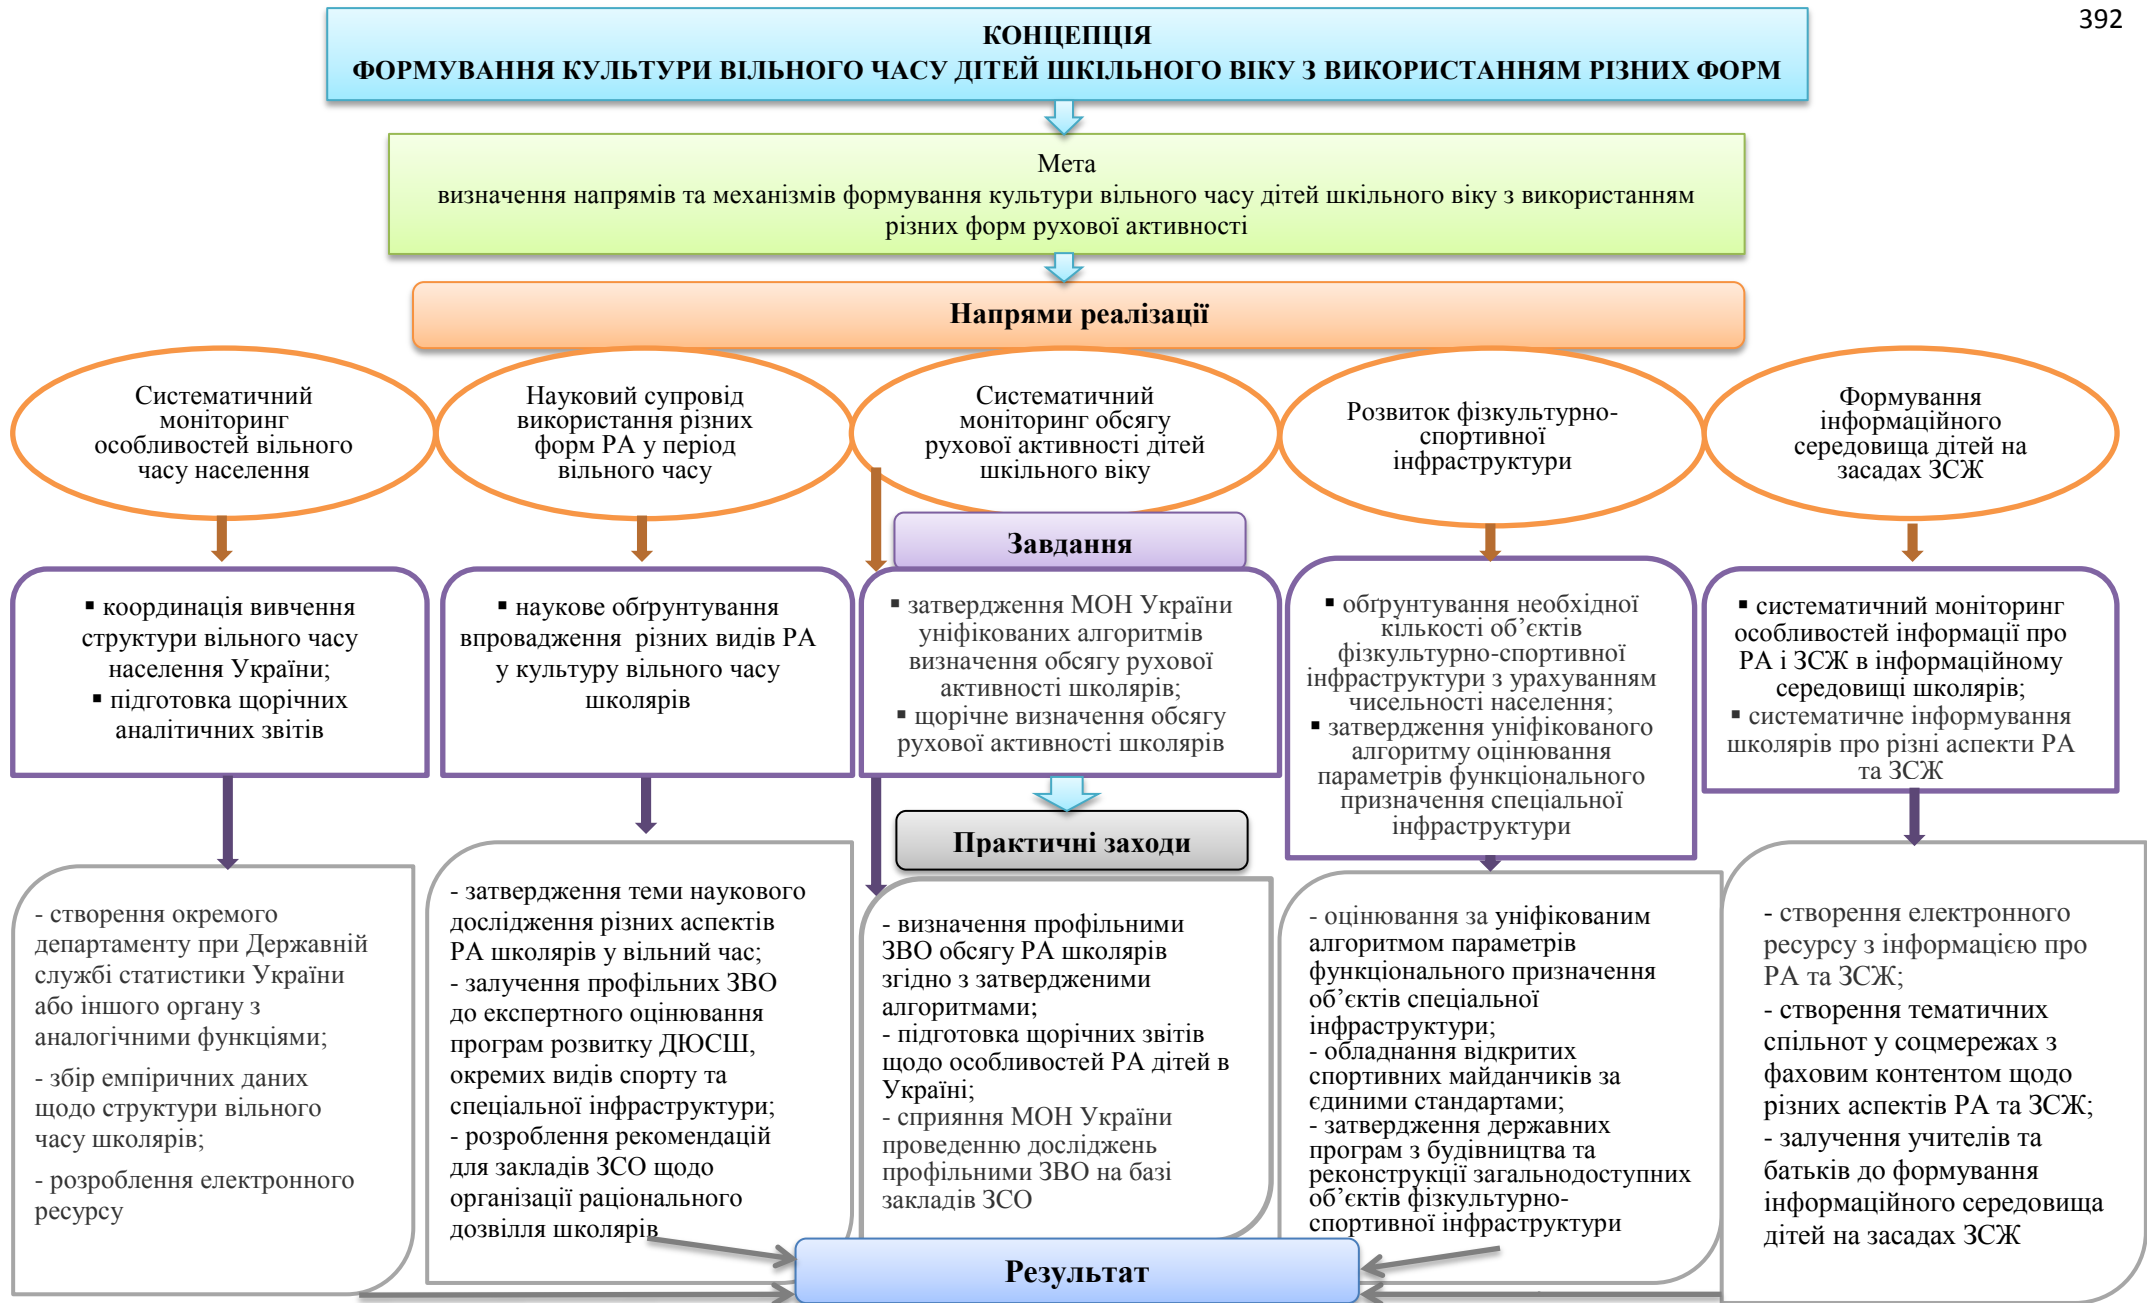 392
КОНЦЕПЦІЯ
ФОРМУВАННЯ КУЛЬТУРИ ВІЛЬНОГО ЧАСУ ДІТЕЙ ШКІЛЬНОГО ВІКУ З ВИКОРИСТАННЯМ РІЗНИХ ФОРМ
Мета
визначення напрямів та механізмів формування культури вільного часу дітей шкільного віку з використанням
різних форм рухової активності
Напрями реалізації
Систематичний
моніторинг
особливостей вільного
часу населення
Науковий супровід
використання різних
форм РА у період
вільного часу
Систематичний
моніторинг обсягу
рухової активності дітей
шкільного віку
Розвиток фізкультурно-
спортивної
інфраструктури
Формування
інформаційного
середовища дітей на
засадах ЗСЖ
Завдання
▪ координація вивчення
структури вільного часу
населення України;
▪ підготовка щорічних
аналітичних звітів
▪ наукове обґрунтування
впровадження різних видів РА
у культуру вільного часу
школярів
▪ затвердження МОН України
уніфікованих алгоритмів
визначення обсягу рухової
активності школярів;
▪ щорічне визначення обсягу
рухової активності школярів
▪ обґрунтування необхідної
кількості об’єктів
фізкультурно-спортивної
інфраструктури з урахуванням
чисельності населення;
▪ затвердження уніфікованого
алгоритму оцінювання
параметрів функціонального
призначення спеціальної
інфраструктури
▪ систематичний моніторинг
особливостей інформації про
РА і ЗСЖ в інформаційному
середовищі школярів;
▪ систематичне інформування
школярів про різні аспекти РА
та ЗСЖ
Практичні заходи
- створення окремого
департаменту при Державній
службі статистики України
або іншого органу з
аналогічними функціями;
- збір емпіричних даних
щодо структури вільного
часу школярів;
- розроблення електронного
ресурсу
- затвердження теми наукового
дослідження різних аспектів
РА школярів у вільний час;
- залучення профільних ЗВО
до експертного оцінювання
програм розвитку ДЮСШ,
окремих видів спорту та
спеціальної інфраструктури;
- розроблення рекомендацій
для закладів ЗСО щодо
організації раціонального
дозвілля школярів
- визначення профільними
ЗВО обсягу РА школярів
згідно з затвердженими
алгоритмами;
- підготовка щорічних звітів
щодо особливостей РА дітей в
Україні;
- сприяння МОН України
проведенню досліджень
профільними ЗВО на базі
закладів ЗСО
- оцінювання за уніфікованим
алгоритмом параметрів
функціонального призначення
об’єктів спеціальної
інфраструктури;
- обладнання відкритих
спортивних майданчиків за
єдиними стандартами;
- затвердження державних
програм з будівництва та
реконструкції загальнодоступних
об’єктів фізкультурно-
спортивної інфраструктури
- створення електронного
ресурсу з інформацією про
РА та ЗСЖ;
- створення тематичних
спільнот у соцмережах з
фаховим контентом щодо
різних аспектів РА та ЗСЖ;
- залучення учителів та
батьків до формування
інформаційного середовища
дітей на засадах ЗСЖ
Результат